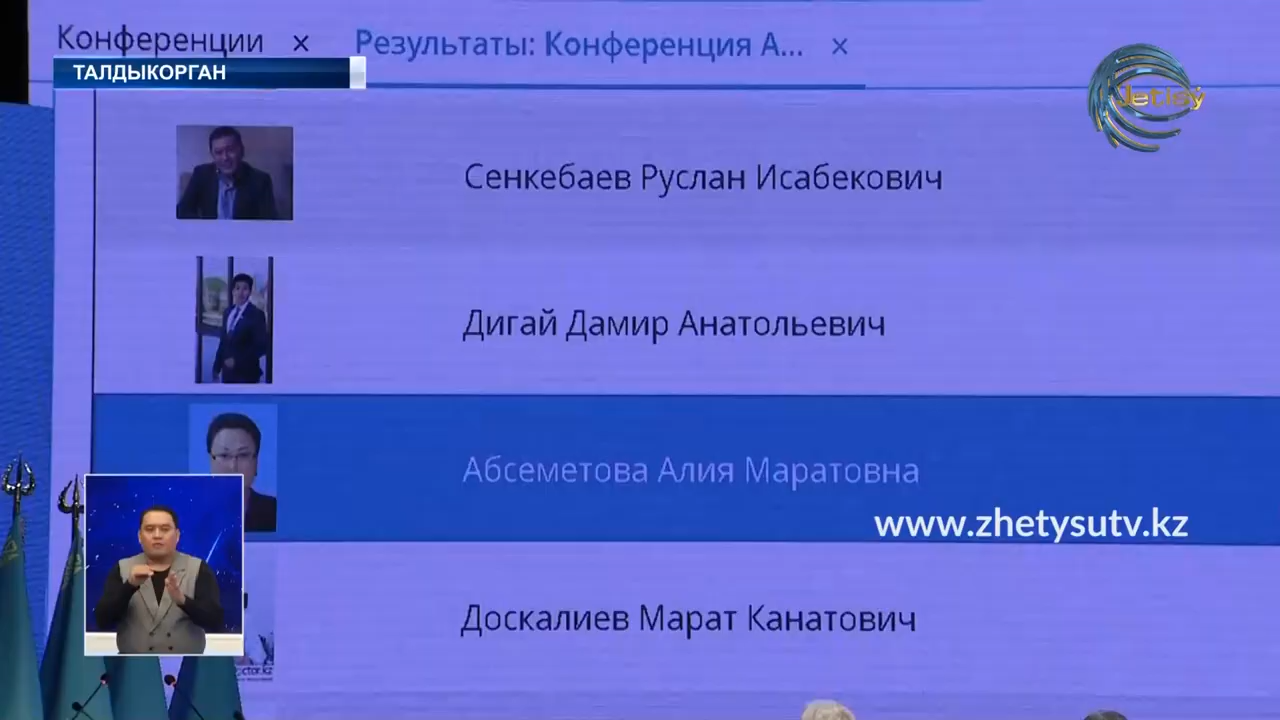 Конференции ×
Результаты: Конференция А... ×
ТАЛДЫКОРГАН
Jetisý
Сенкебаев Руслан Исабекович
Дигай Дамир Анатольевич
Абсеметова Алия Маратовна
www.zhetysutv.kz
Доскалиев Марат Канатович